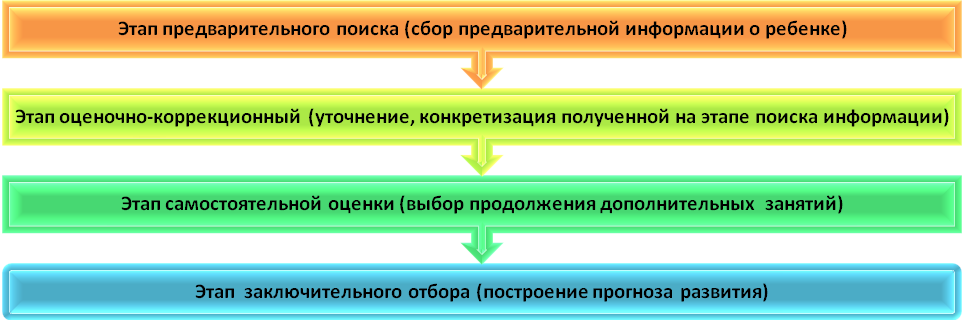 Этап предварительного поиска (сбор предварительной информации о ребенке)
Этап оценочно-коррекционный (уточнение, конкретизация полученной на этапе поиска информации)
Этап самостоятельной оценки (выбор продолжения дополнительных занятий)
Этап заключительного отбора (построение прогноза развития)